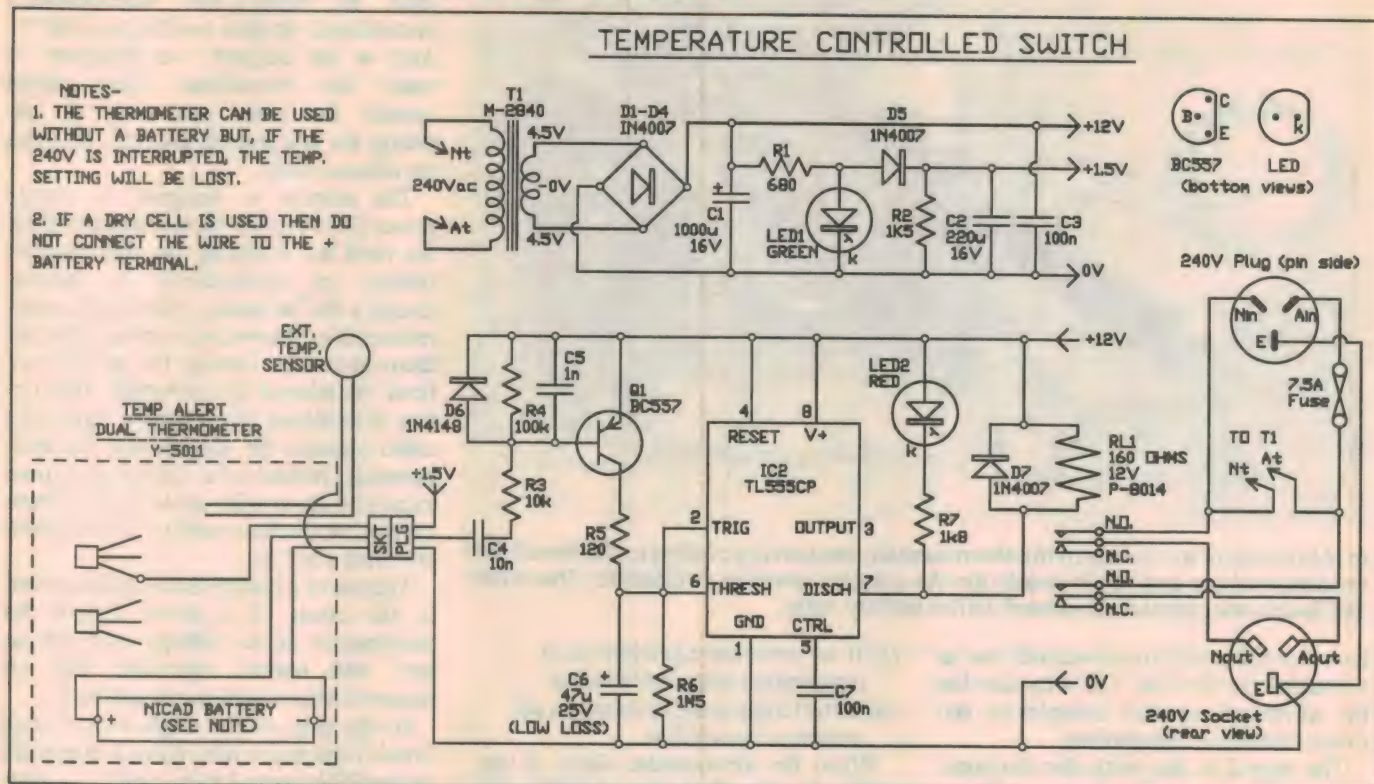 TEMPERATURE CONTROLLED SWITCH
NOTES-
1. THE THERMOMETER CAN BE USED
WITHOUT A BATTERY BUT, IF THE
240V IS INTERRUPTED, THE TEMP.
SETTING WILL BE LOST.
2. IF A DRY CELL IS USED THEN DO
NOT CONNECT THE WIRE TO THE +
BATTERY TERMINAL.
T1
M-2840
Nt
240Vac
At
4.5V
0V
4.5V
D1-D4
IN4007
+
C1
1000u
16V
R1
680
LED1
GREEN
k
D5
1N4007
R2
1K5
C2
220u
16V
C3
100n
+12V
+1.5V
0V
C
B
E
BC557
k
LED
(bottom views)
240V Plug (pin side)
Nin
Ain
E
7.5A
Fuse
TO T1
Nt
At
EXT.
TEMP.
SENSOR
TEMP ALERT
DUAL THERMOMETER
Y-5011
+
NICAD BATTERY
(SEE NOTE)
-
SKT
PLG
+1.5V
C4
10n
D6
1N4148
R4
100k
R3
10k
C5
1n
Q1
BC557
R5
120
C6
47u
25V
+
(LOW LOSS)
R6
1M5
4
RESET
8
V+
IC2
TL555CP
2
TRIG
OUTPUT
3
6
THRESH
DISCH
7
GND
1
CTRL
5
C7
100n
LED2
RED
k
R7
1k8
D7
1N4007
RL1
160 OHMS
12V
P-8014
+12V
N.O.
N.C.
N.O.
N.C.
0V
Nout
Aout
E
240V Socket
(rear view)